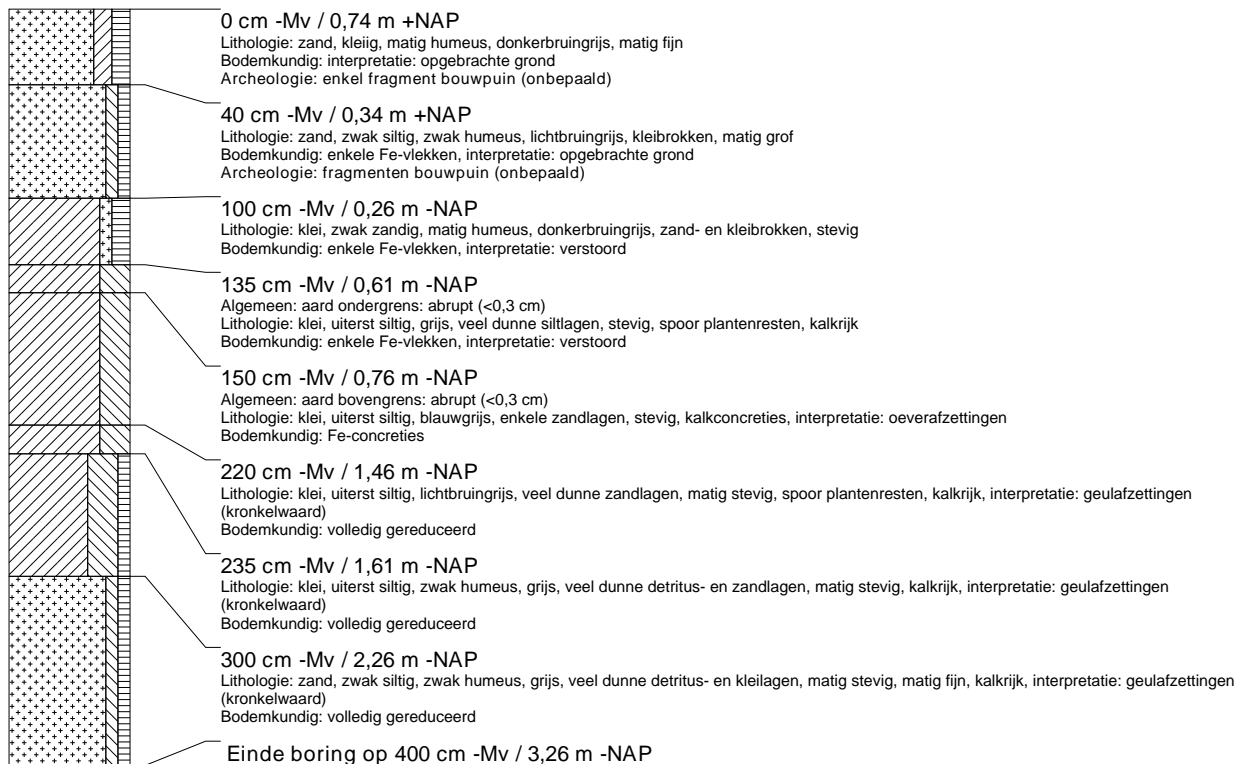 0 cm -Mv / 0,74 m +NAP
Lithologie: zand, kleiig, matig humeus, donkerbruingrijs, matig fijn
Bodemkundig: interpretatie: opgebrachte grond
Archeologie: enkel fragment bouwpuin (onbepaald)
40 cm -Mv / 0,34 m +NAP
Lithologie: zand, zwak siltig, zwak humeus, lichtbruingrijs, kleibrokken, matig grof
Bodemkundig: enkele Fe-vlekken, interpretatie: opgebrachte grond
Archeologie: fragmenten bouwpuin (onbepaald)
100 cm -Mv / 0,26 m -NAP
Lithologie: klei, zwak zandig, matig humeus, donkerbruingrijs, zand- en kleibrokken, stevig
Bodemkundig: enkele Fe-vlekken, interpretatie: verstoord
135 cm -Mv / 0,61 m -NAP
Algemeen: aard ondergrens: abrupt (<0,3 cm)
Lithologie: klei, uiterst siltig, grijs, veel dunne siltlagen, stevig, spoor plantenresten, kalkrijk
Bodemkundig: enkele Fe-vlekken, interpretatie: verstoord
150 cm -Mv / 0,76 m -NAP
Algemeen: aard bovengrens: abrupt (<0,3 cm)
Lithologie: klei, uiterst siltig, blauwgrijs, enkele zandlagen, stevig, kalkconcreties, interpretatie: oeverafzettingen
Bodemkundig: Fe-concreties
220 cm -Mv / 1,46 m -NAP
Lithologie: klei, uiterst siltig, lichtbruingrijs, veel dunne zandlagen, matig stevig, spoor plantenresten, kalkrijk, interpretatie: geulafzettingen
(kronkelwaard)
Bodemkundig: volledig gereduceerd
235 cm -Mv / 1,61 m -NAP
Lithologie: klei, uiterst siltig, zwak humeus, grijs, veel dunne detritus- en zandlagen, matig stevig, kalkrijk, interpretatie: geulafzettingen
(kronkelwaard)
Bodemkundig: volledig gereduceerd
300 cm -Mv / 2,26 m -NAP
Lithologie: zand, zwak siltig, zwak humeus, grijs, veel dunne detritus- en kleilagen, matig stevig, matig fijn, kalkrijk, interpretatie: geulafzettingen
(kronkelwaard)
Bodemkundig: volledig gereduceerd
Einde boring op 400 cm -Mv / 3,26 m -NAP